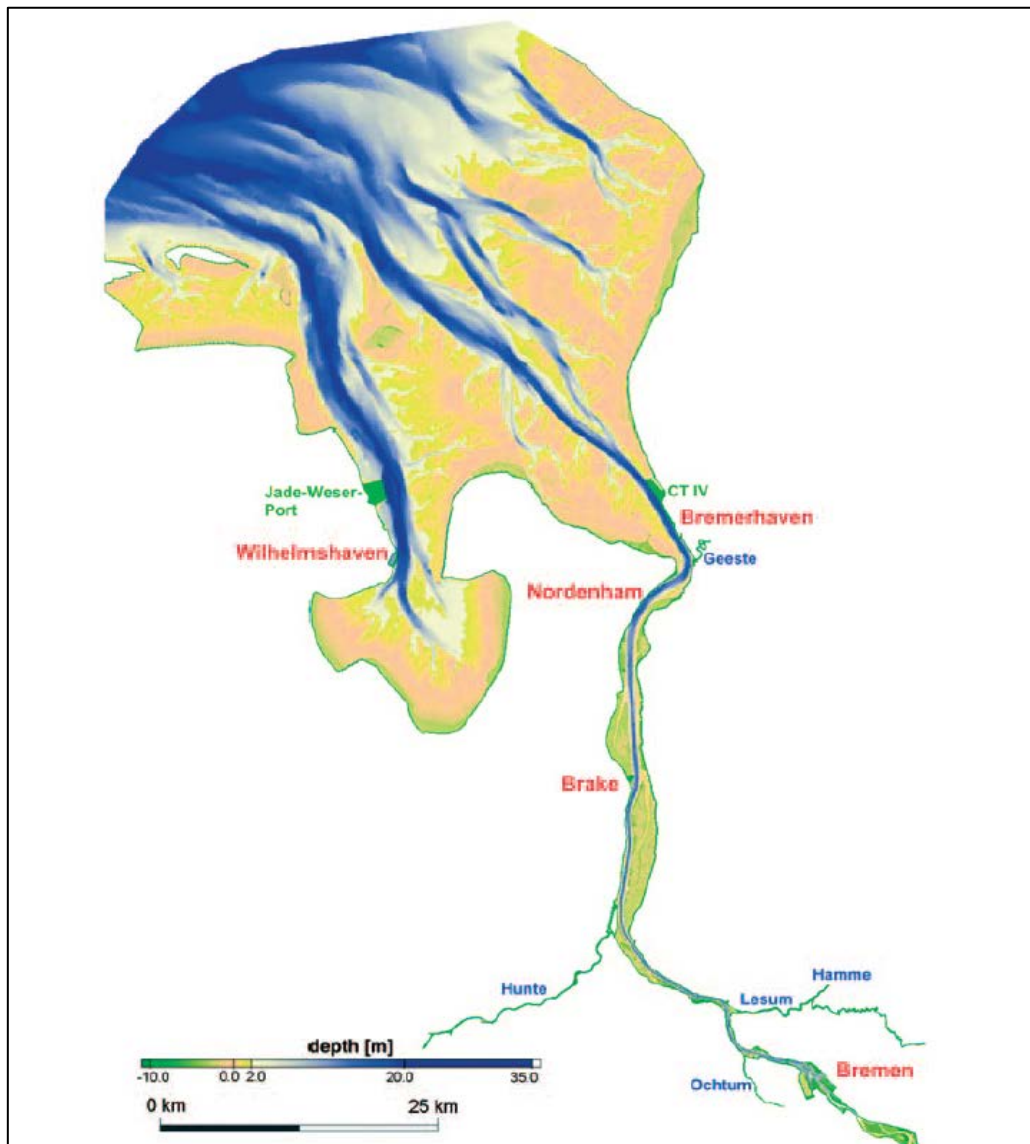 Jade-Weser-
Port
CT IV
Bremerhaven
Wilhelmshaven
Geeste
Nordenham
Brake
Hamme
Hunte
Lesum
depth [m]
Bremen
-10.0 0.0 2.0 20.0 35.0
Ochtum
0 km 25 km